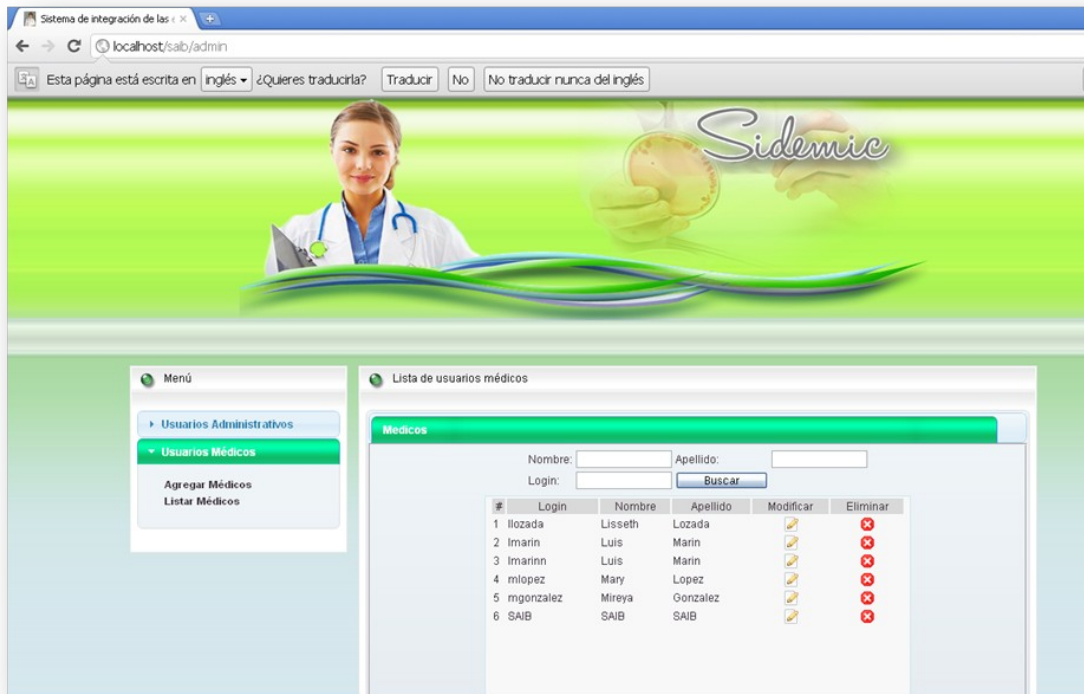 Sistema de integración de las
localhost/saib/admin
Esta página está escrita en inglés ¿Quieres traducirla? Traducir No No traducir nunca del inglés
Sidemic
Menú
Usuarios Administrativos
Usuarios Médicos
Agregar Médicos
Listar Médicos
Lista de usuarios médicos
Medicos
Nombre: Apellido:
Login: Buscar
# Login Nombre Apellido Modificar Eliminar
1 llozada Lisseth Lozada
2 lmarin Luis Marin
3 lmarinn Luis Marin
4 mlopez Mary Lopez
5 mgonzalez Mireya Gonzalez
6 SAIB SAIB SAIB